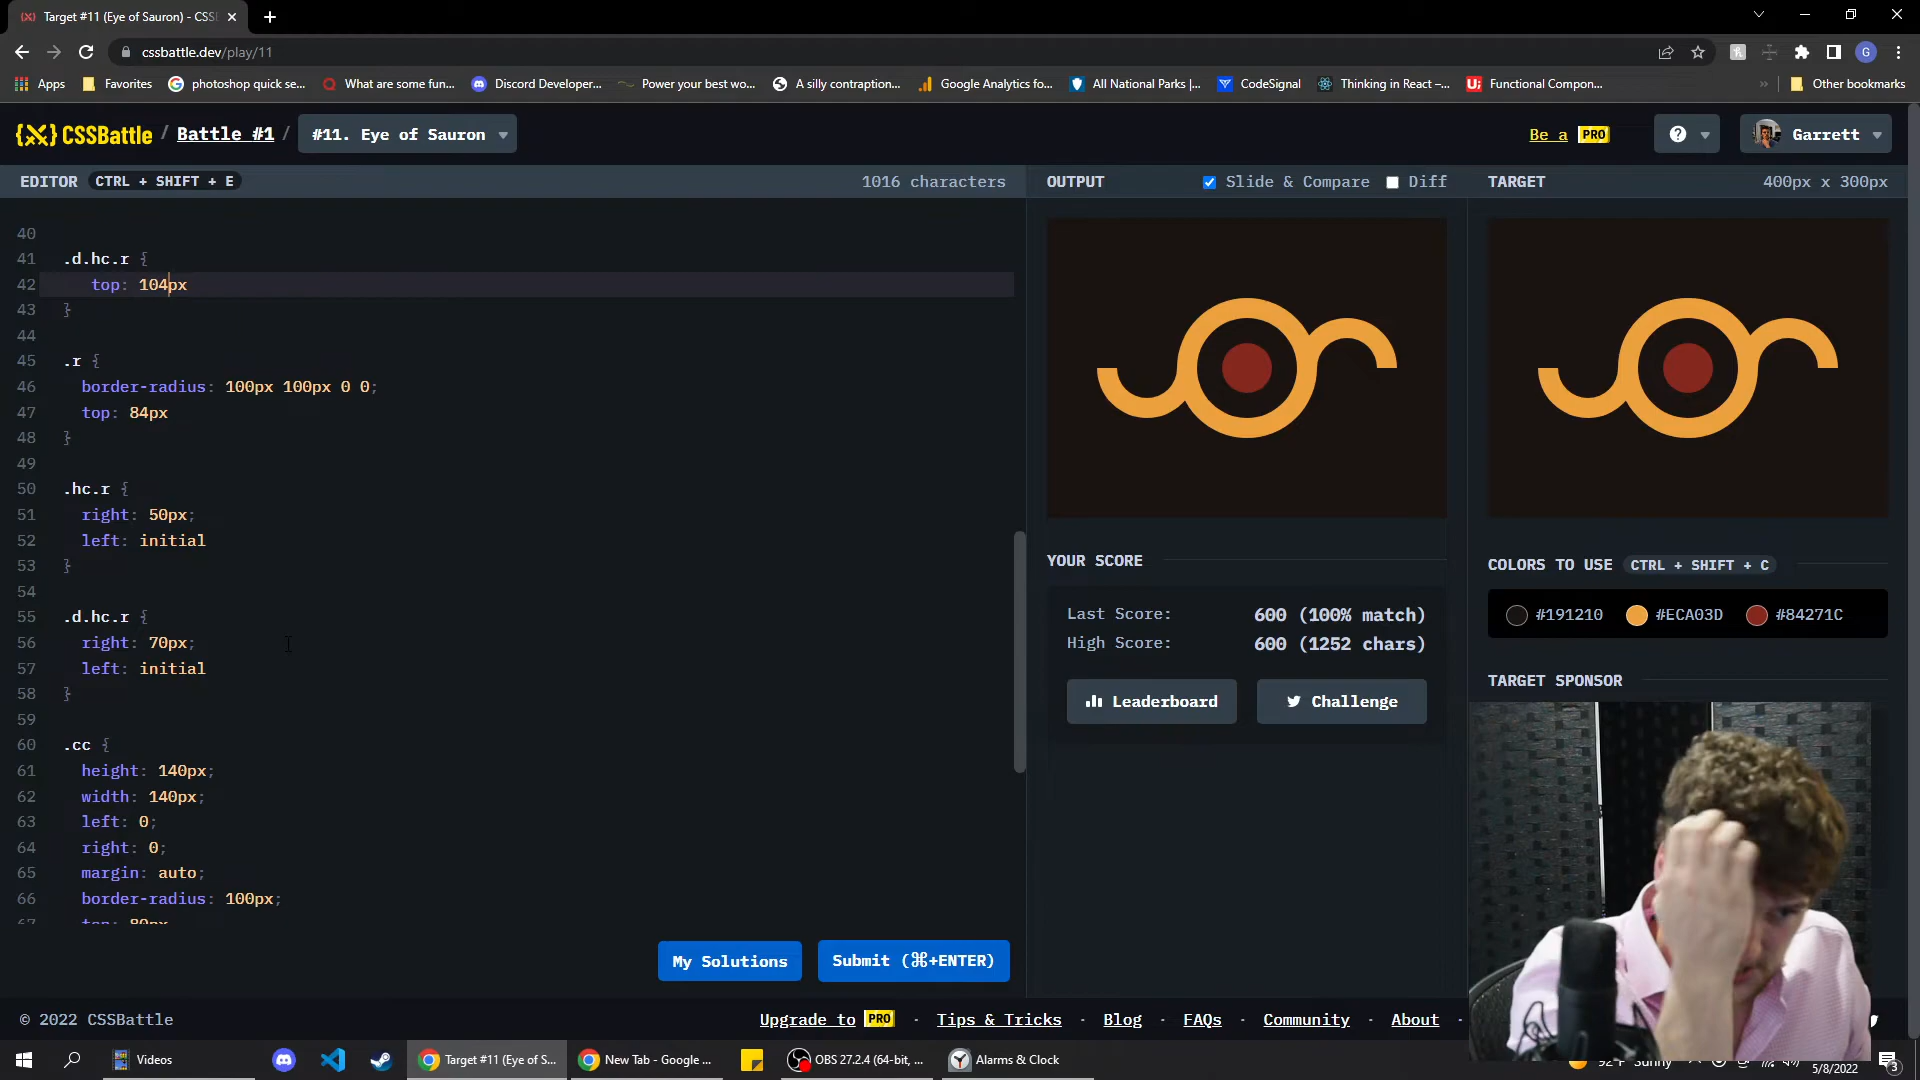 Target #11 (Eye of Sauron) - CSS
cssbattle.dev/play/11
Apps Favorites photoshop quick se... What are some fun... Discord Developer... Power your best wo... A silly contraption... Google Analytics fo... All National Parks |... CodeSignal Thinking in React –... Functional Compon... » Other bookmarks
{X} CSSBattle / Battle #1 / #11. Eye of Sauron
Be a PRO ? Garrett
EDITOR CTRL + SHIFT + E 1016 characters
OUTPUT Slide & Compare Diff
TARGET 400px x 300px
40
41 .d.hc.r {
42 top: 104px
43 }
44
45 .r {
46 border-radius: 100px 100px 0 0;
47 top: 84px
48 }
49
50 .hc.r {
51 right: 50px;
52 left: initial
53 }
54
55 .d.hc.r {
56 right: 70px;
57 left: initial
58 }
59
60 .cc {
61 height: 140px;
62 width: 140px;
63 left: 0;
64 right: 0;
65 margin: auto;
66 border-radius: 100px;
67 top: 80px
YOUR SCORE
Last Score: 600 (100% match)
High Score: 600 (1252 chars)
Leaderboard Challenge
COLORS TO USE CTRL + SHIFT + C
#191210 #ECA03D #84271C
TARGET SPONSOR
My Solutions Submit (⌘+ENTER)
© 2022 CSSBattle
Upgrade to PRO · Tips & Tricks · Blog · FAQs · Community · About ·
Videos Target #11 (Eye of S... New Tab - Google ... OBS 27.2.4 (64-bit, ... Alarms & Clock
92°F Sunny
5/8/2022
3